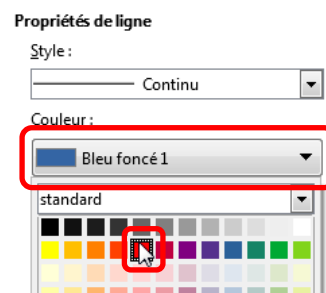 Propriétés de ligne
Style :
Continu
Couleur :
Bleu foncé 1
standard